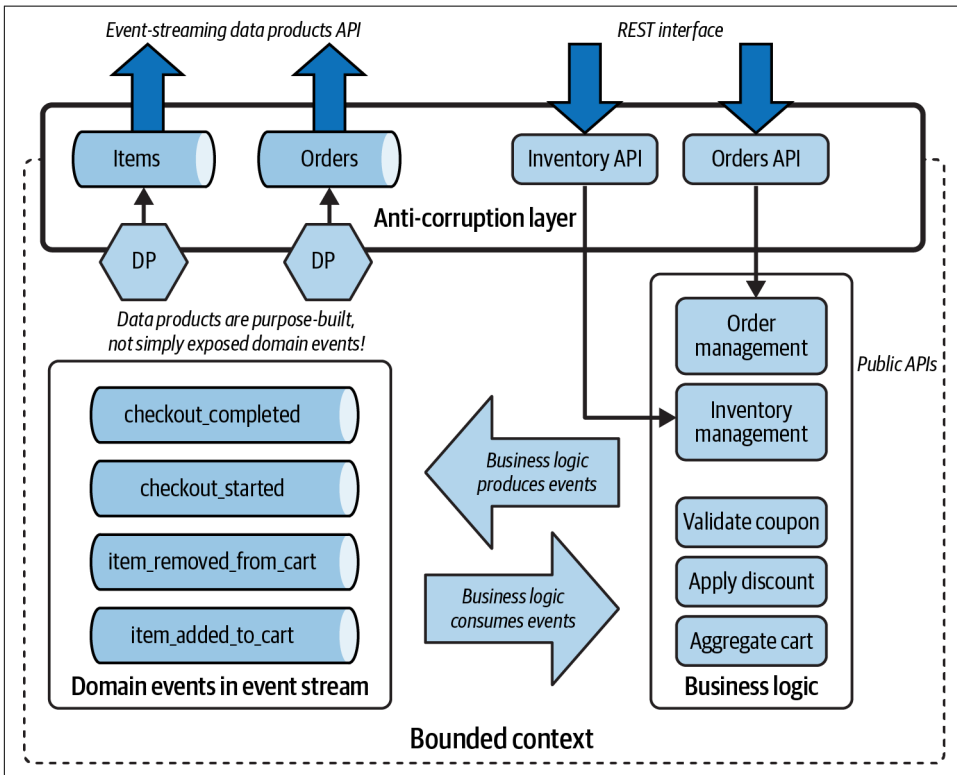 Event-streaming data products API
REST interface
Items
Orders
Inventory API
Orders API
Anti-corruption layer
DP
DP
Data products are purpose-built,
not simply exposed domain events!
Order
management
Public APIs
Inventory
management
checkout_completed
checkout_started
item_removed_from_cart
item_added_to_cart
Domain events in event stream
Business logic
produces events
Business logic
consumes events
Validate coupon
Apply discount
Aggregate cart
Business logic
Bounded context